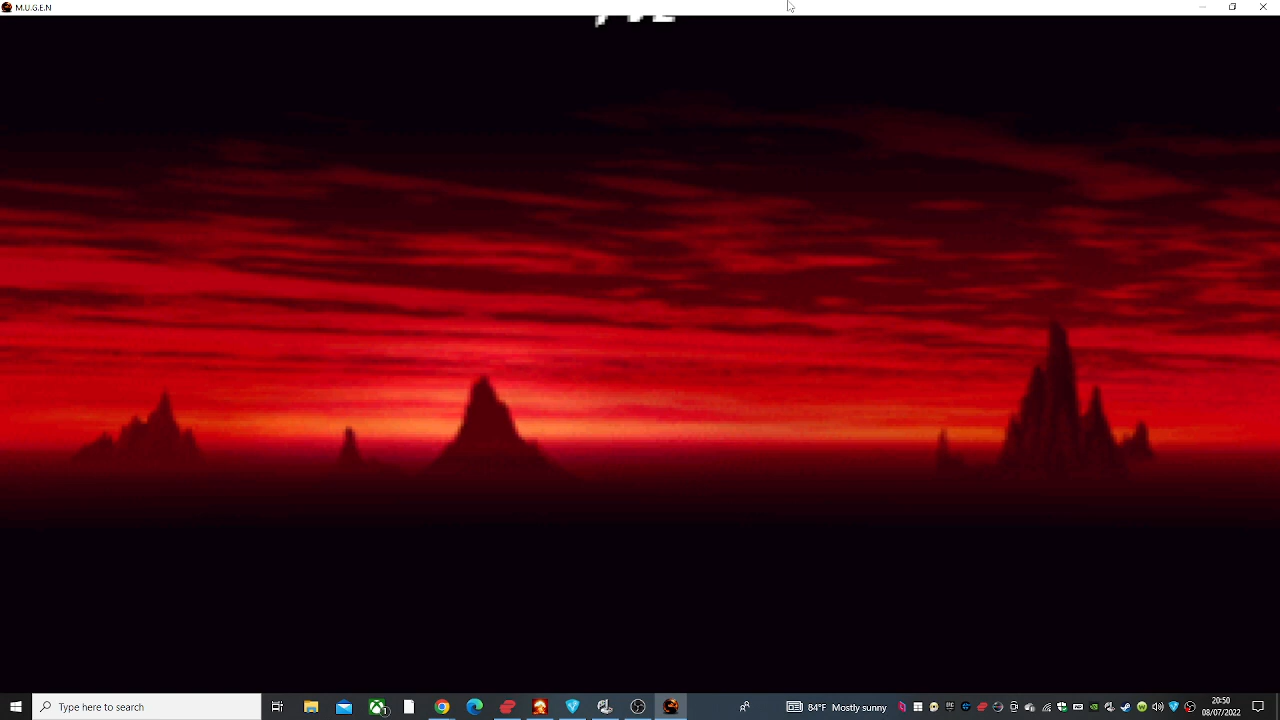 M.U.G.E.N
Type here to search
84°F Mostly sunny
20:50
08/07/2022